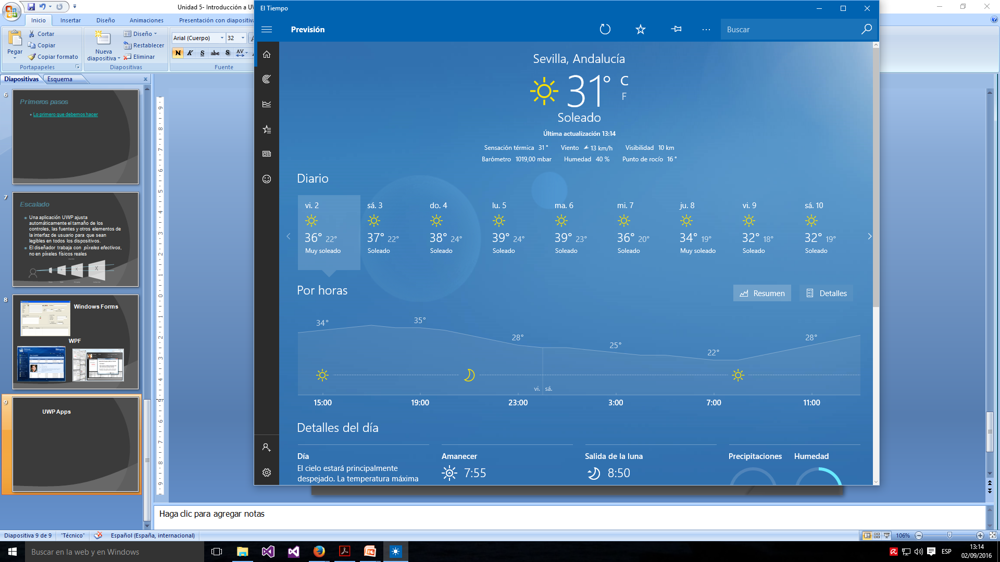 Unidad 5- Introducción a UW
Inicio
Insertar
Diseño
Animaciones
Presentación con diapositiva
Pegar
Cortar
Copiar
Copiar formato
Portapapeles
Nueva
diapositiva
Diseño
Restablecer
Eliminar
Diapositivas
Arial (Cuerpo)
32
N K S abc S AV
Fuente
Diapositivas
Esquema
x
6
Primeros pasos
Lo primero que debemos hacer
7
Escalado
Una aplicación UWP ajusta
automáticamente el tamaño de los
controles, las fuentes y otros elementos de
la interfaz de usuario para que sean
legibles en todos los dispositivos.
El diseñador trabaja con píxeles efectivos,
no en píxeles físicos reales
8
Windows Forms
WPF
9
UWP Apps
El Tiempo
Previsión
Buscar
Sevilla, Andalucía
31° C
F
Soleado
Última actualización 13:14
Sensación térmica 31 ° Viento 13 km/h Visibilidad 10 km
Barómetro 1019,00 mbar Humedad 40 % Punto de rocío 16 °
Diario
vi. 2 sá. 3 do. 4 lu. 5 ma. 6 mi. 7 ju. 8 vi. 9 sá. 10
36° 22° 37° 22° 38° 24° 39° 24° 39° 23° 36° 20° 34° 19° 32° 18° 32° 19°
Muy soleado Soleado Soleado Soleado Soleado Soleado Muy soleado Soleado Soleado
Por horas
Resumen
Detalles
34° 35° 28° 25° 22° 28°
vi. sá.
15:00 19:00 23:00 3:00 7:00 11:00
Detalles del día
Día
El cielo estará principalmente
despejado. La temperatura máxima
Amanecer
7:55
Salida de la luna
8:50
Precipitaciones
Humedad
Haga clic para agregar notas
Diapositiva 9 de 9
"Técnico"
Español (España, internacional)
106%
Buscar en la web y en Windows
ESP
13:14
02/09/2016